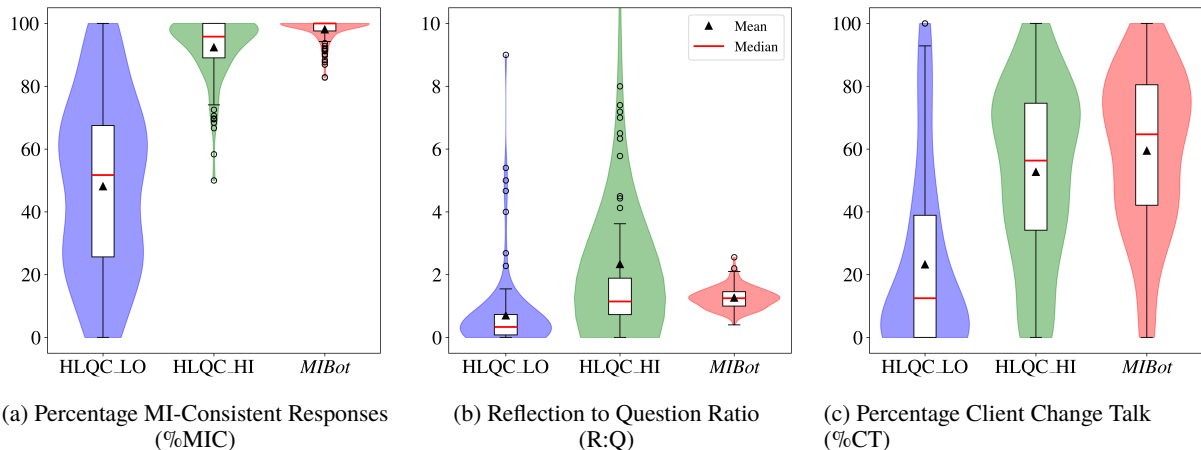 100
80
60
40
20
0
HLQC_LO HLQC_HI MIBot
10
8
6
4
2
0
Mean
Median
HLQC_LO HLQC_HI MIBot
100
80
60
40
20
0
HLQC_LO HLQC_HI MIBot
(a) Percentage MI-Consistent Responses
(%MIC)
(b) Reflection to Question Ratio
(R:Q)
(c) Percentage Client Change Talk
(%CT)